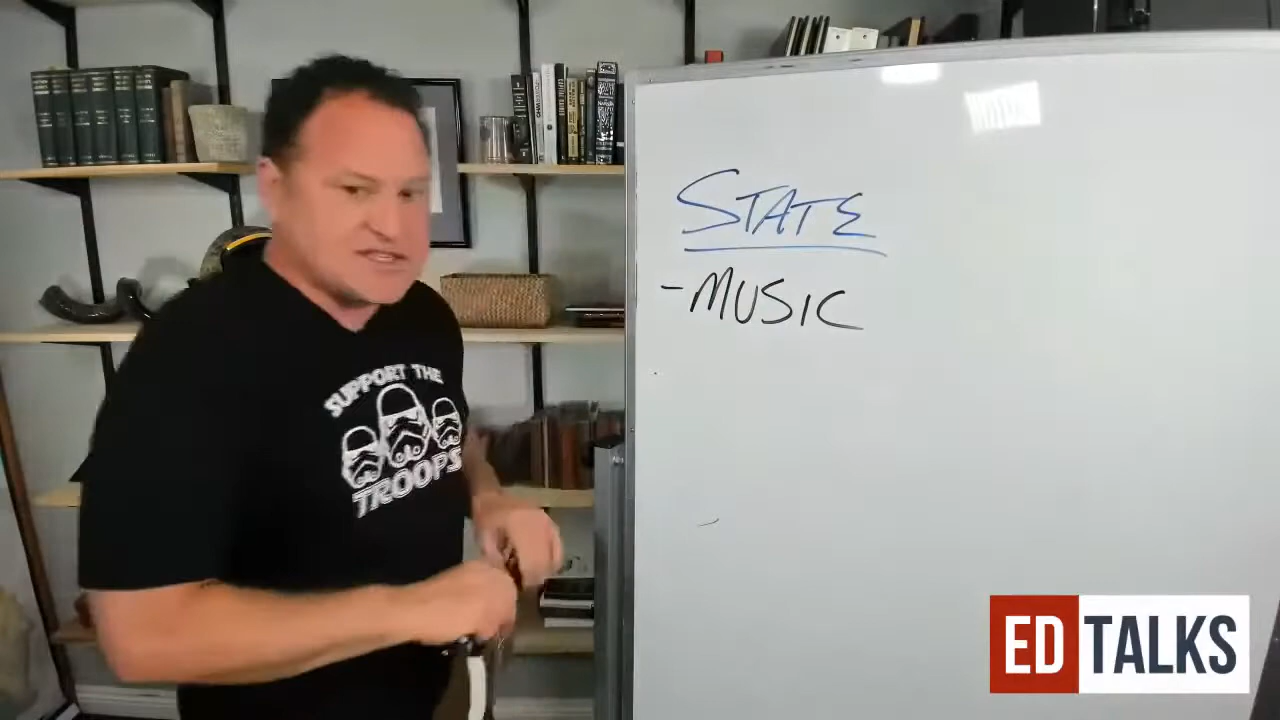 STATE
- MUSIC
SUPPORT THE
TROOPS
ED TALKS